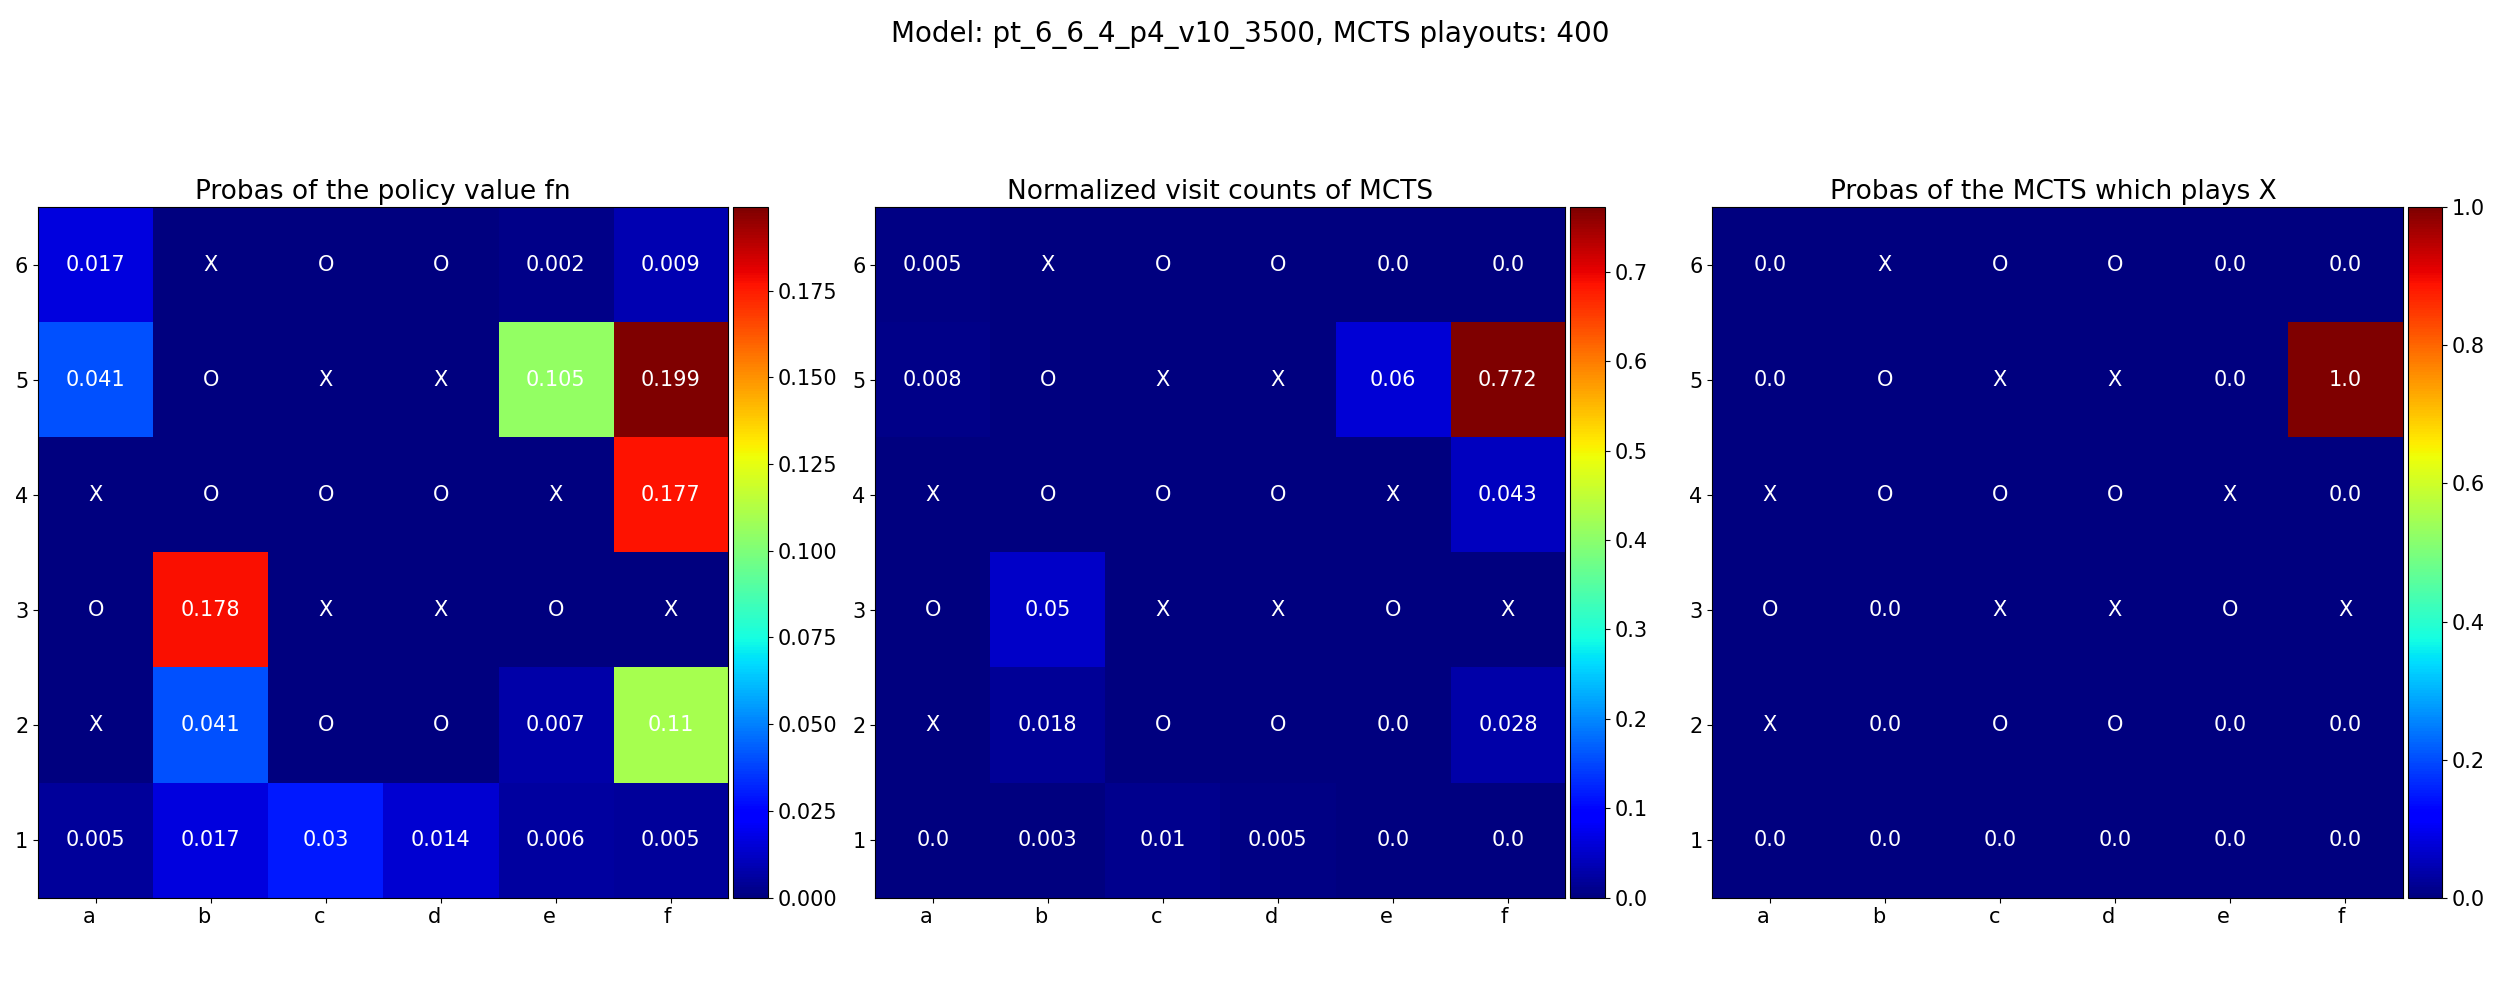 Model: pt_6_6_4_p4_v10_3500, MCTS playouts: 400
Probas of the policy value fn
6 0.017 X O O 0.002 0.009
5 0.041 O X X 0.105 0.199
4 X O O O X 0.177
3 O 0.178 X X O X
2 X 0.041 O O 0.007 0.11
1 0.005 0.017 0.03 0.014 0.006 0.005
a b c d e f
0.175
0.150
0.125
0.100
0.075
0.050
0.025
0.000
Normalized visit counts of MCTS
6 0.005 X O O 0.0 0.0
5 0.008 O X X 0.06 0.772
4 X O O O X 0.043
3 O 0.05 X X O X
2 X 0.018 O O 0.0 0.028
1 0.0 0.003 0.01 0.005 0.0 0.0
a b c d e f
0.7
0.6
0.5
0.4
0.3
0.2
0.1
0.0
Probas of the MCTS which plays X
6 0.0 X O O 0.0 0.0
5 0.0 O X X 0.0 1.0
4 X O O O X 0.0
3 O 0.0 X X O X
2 X 0.0 O O 0.0 0.0
1 0.0 0.0 0.0 0.0 0.0 0.0
a b c d e f
1.0
0.8
0.6
0.4
0.2
0.0